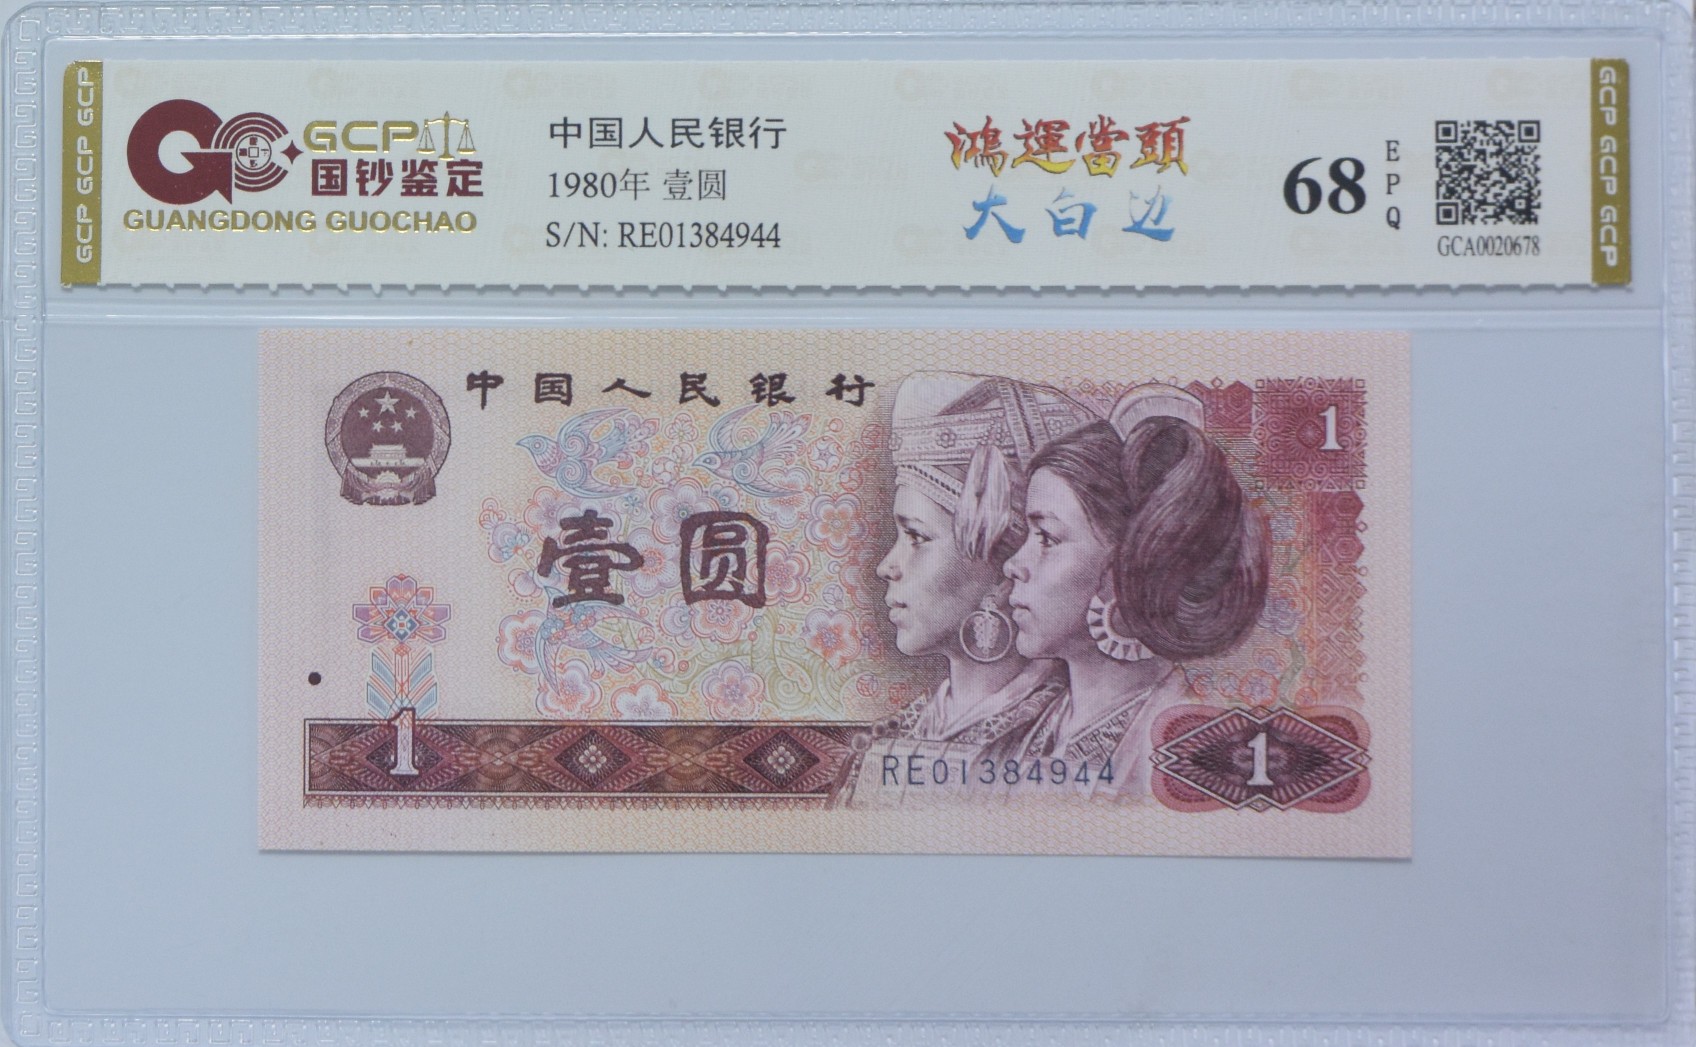 GCP GCP GCP
GCP
国钞鉴定
GUANGDONG GUOCHAO
中国人民银行
1980年 壹圆
S/N: RE01384944
鴻運當頭
大白边
68
EPQ
GCA0020678
GCP GCP GCP
中国人民银行
1
壹圆
1
RE01384944
1